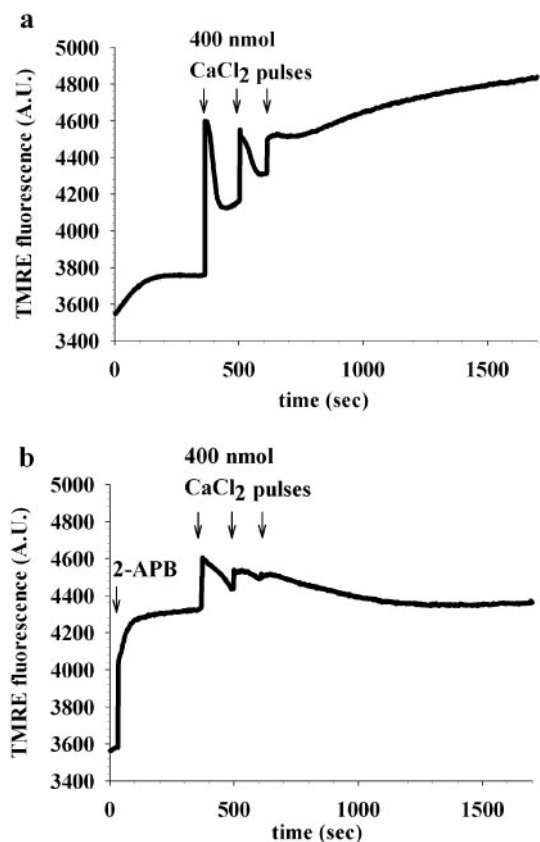 a
400 nmol
CaCl2 pulses
TMRE fluorescence (A.U.)
5000
4800
4600
4400
4200
4000
3800
3600
3400
0 500 1000 1500
time (sec)
b
400 nmol
CaCl2 pulses
2-APB
TMRE fluorescence (A.U.)
5000
4800
4600
4400
4200
4000
3800
3600
3400
0 500 1000 1500
time (sec)